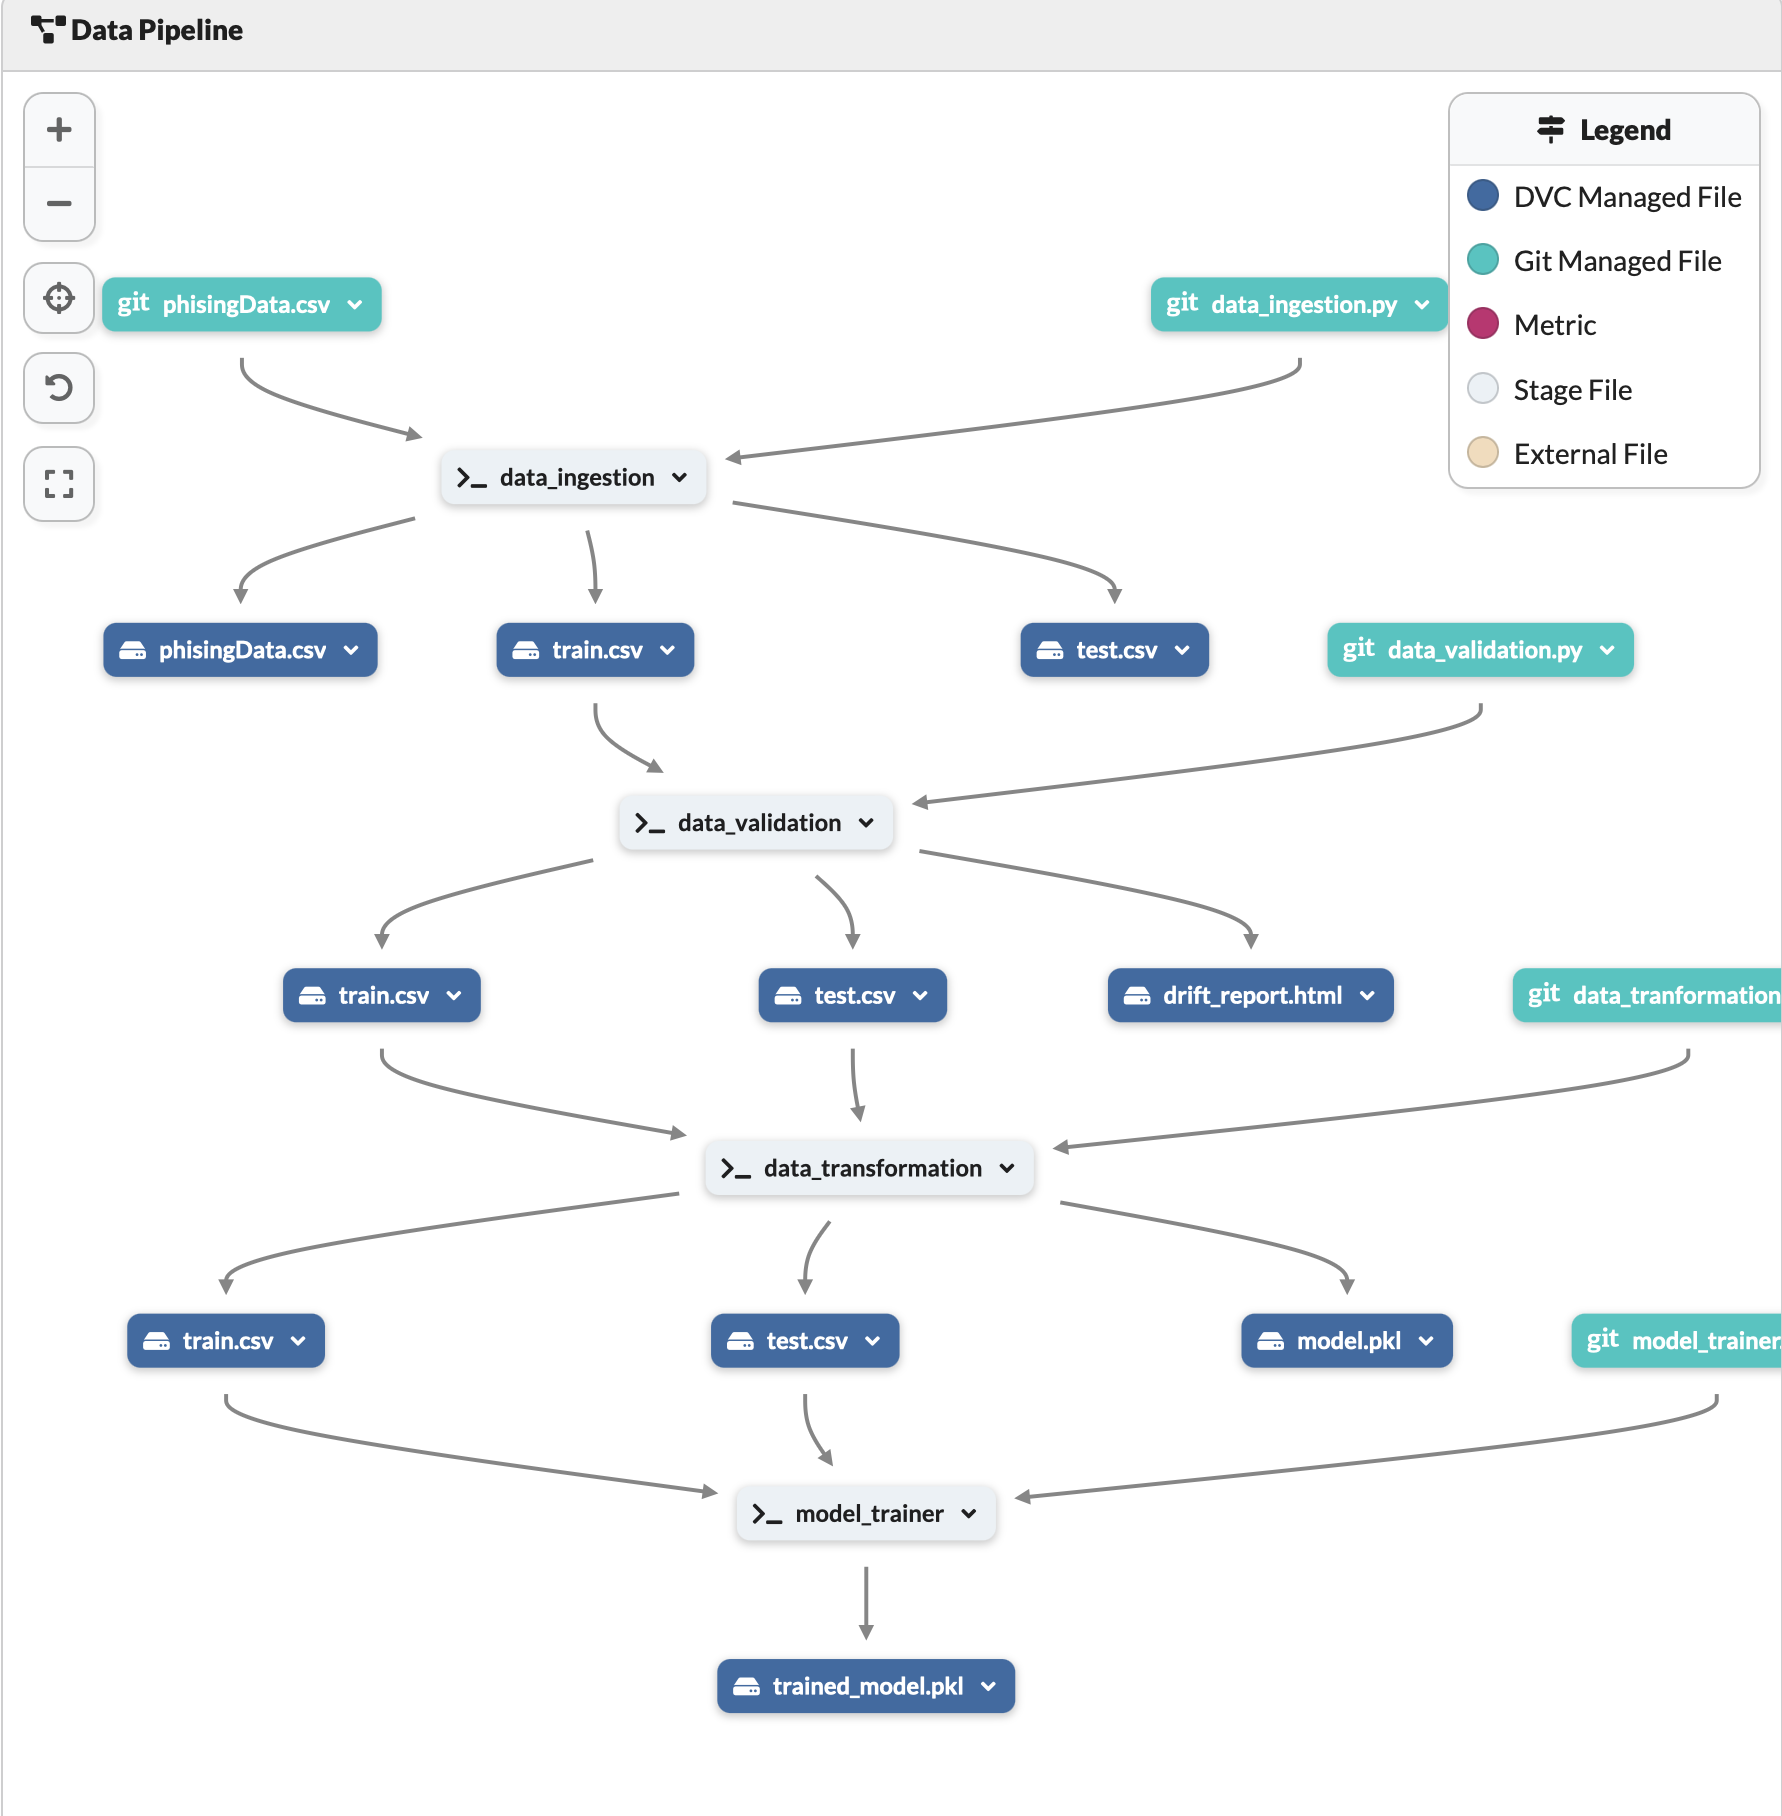 Data Pipeline
Legend
DVC Managed File
Git Managed File
Metric
Stage File
External File
git phisingData.csv
git data_ingestion.py
data_ingestion
phisingData.csv
train.csv
test.csv
git data_validation.py
data_validation
train.csv
test.csv
drift_report.html
git data_tranformation
data_transformation
train.csv
test.csv
model.pkl
git model_trainer.
model_trainer
trained_model.pkl